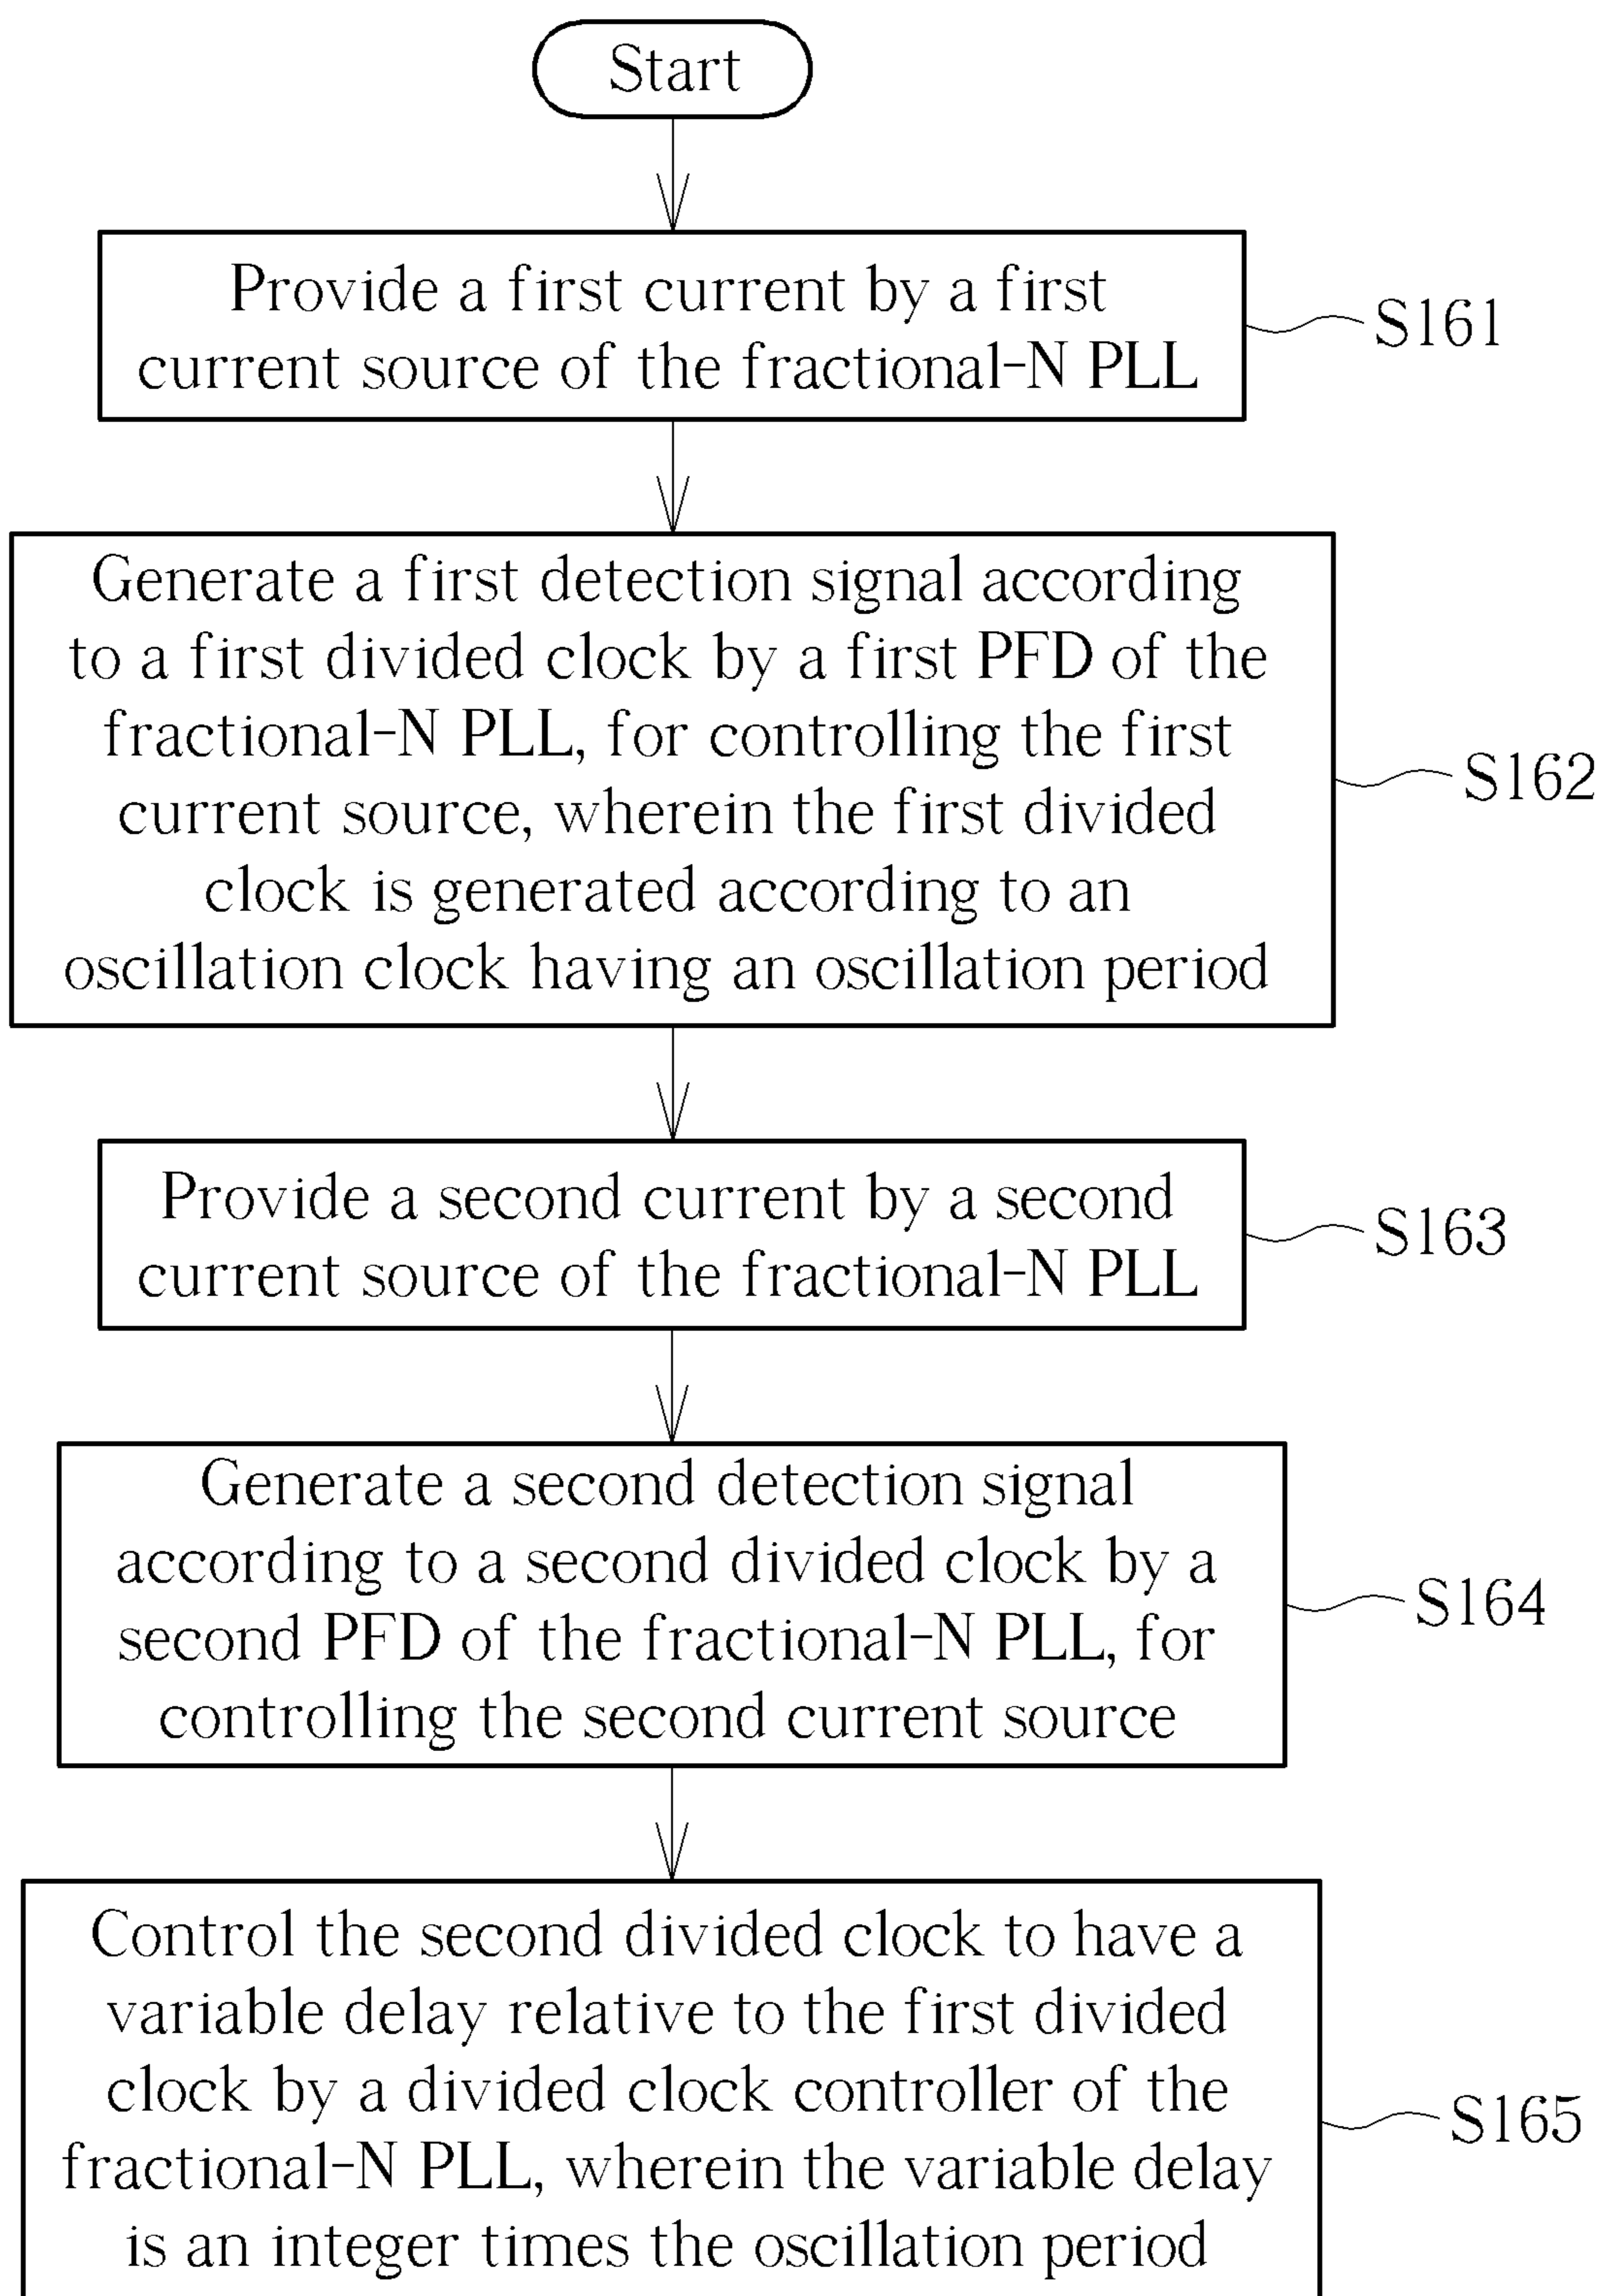 Start
Provide a first current by a first
current source of the fractional-N PLL
S161
Generate a first detection signal according
to a first divided clock by a first PFD of the
fractional-N PLL, for controlling the first
current source, wherein the first divided
clock is generated according to an
oscillation clock having an oscillation period
S162
Provide a second current by a second
current source of the fractional-N PLL
S163
Generate a second detection signal
according to a second divided clock by a
second PFD of the fractional-N PLL, for
controlling the second current source
S164
Control the second divided clock to have a
variable delay relative to the first divided
clock by a divided clock controller of the
fractional-N PLL, wherein the variable delay
is an integer times the oscillation period
S165